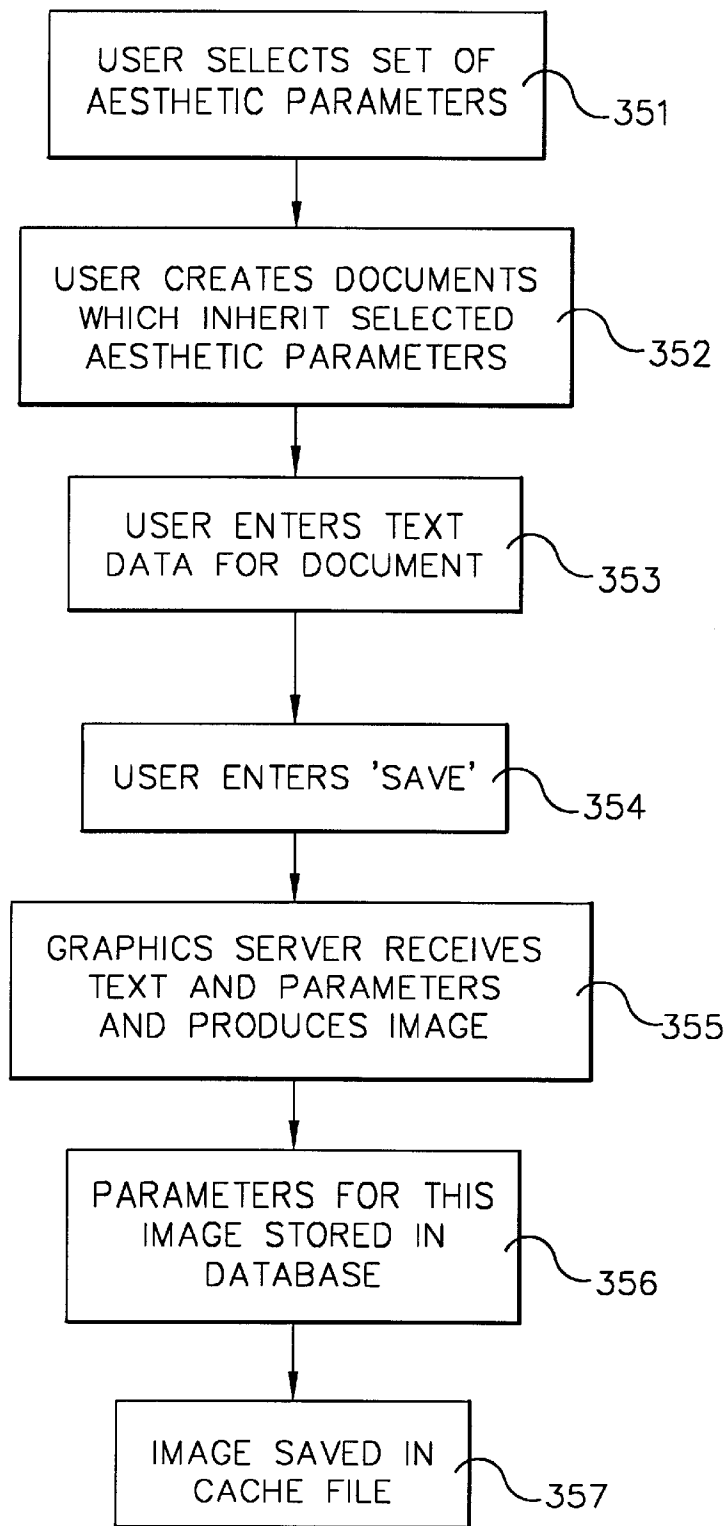 USER SELECTS SET OF
AESTHETIC PARAMETERS
351
USER CREATES DOCUMENTS
WHICH INHERIT SELECTED
AESTHETIC PARAMETERS
352
USER ENTERS TEXT
DATA FOR DOCUMENT
353
USER ENTERS 'SAVE'
354
GRAPHICS SERVER RECEIVES
TEXT AND PARAMETERS
AND PRODUCES IMAGE
355
PARAMETERS FOR THIS
IMAGE STORED IN
DATABASE
356
IMAGE SAVED IN
CACHE FILE
357